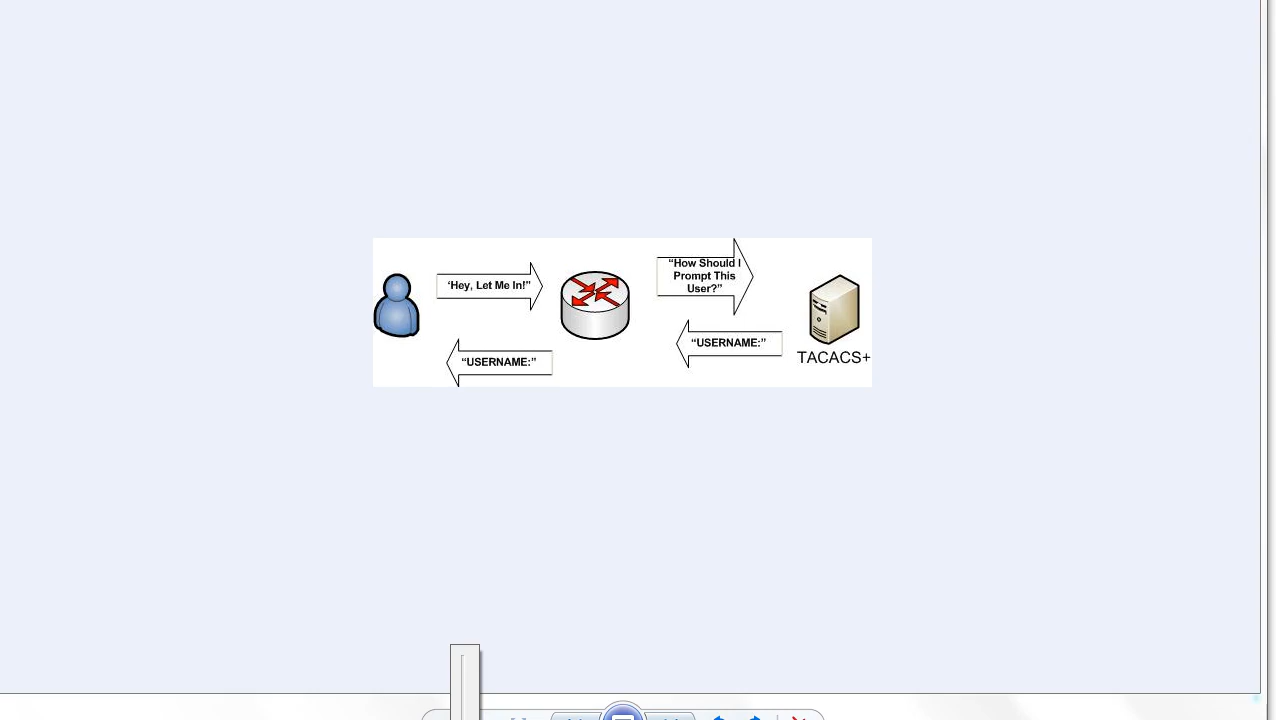 ‘Hey, Let Me In!”
“How Should I
Prompt This
User?”
“USERNAME:”
“USERNAME:”
TACACS+